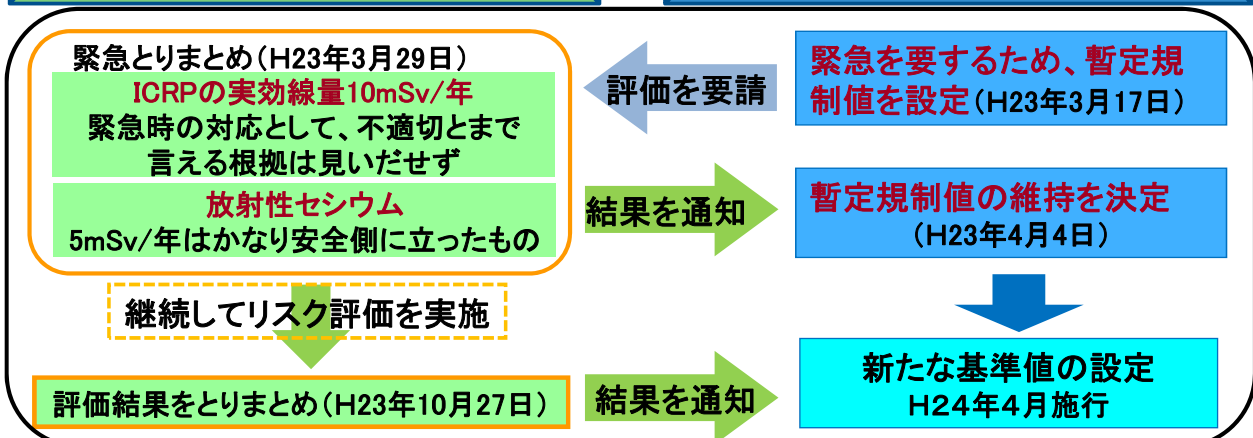 緊急とりまとめ(H23年3月29日)
ICRPの実効線量10mSv/年
緊急時の対応として、不適切とまで
言える根拠は見いだせず
放射性セシウム
5mSv/年はかなり安全側に立ったもの
評価を要請
緊急を要するため、暫定規
制値を設定(H23年3月17日)
結果を通知
暫定規制値の維持を決定
(H23年4月4日)
継続してリスク評価を実施
評価結果をとりまとめ(H23年10月27日)
結果を通知
新たな基準値の設定
H24年4月施行